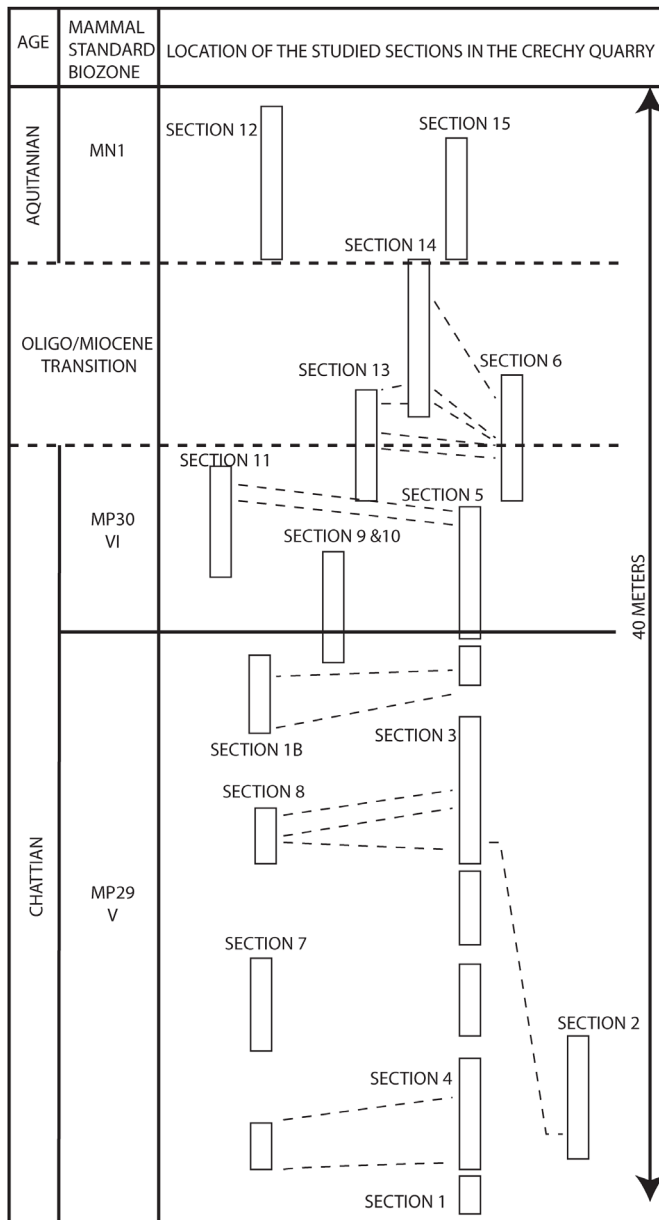 AGE
MAMMAL
STANDARD
BIOZONE
LOCATION OF THE STUDIED SECTIONS IN THE CRECHY QUARRY
AQUITANIAN
MN1
SECTION 12
SECTION 15
SECTION 14
OLIGO/MIOCENE
TRANSITION
SECTION 13
SECTION 6
SECTION 11
SECTION 5
MP30
VI
SECTION 9 &10
40 METERS
SECTION 1B
SECTION 3
SECTION 8
CHATTIAN
MP29
V
SECTION 7
SECTION 2
SECTION 4
SECTION 1